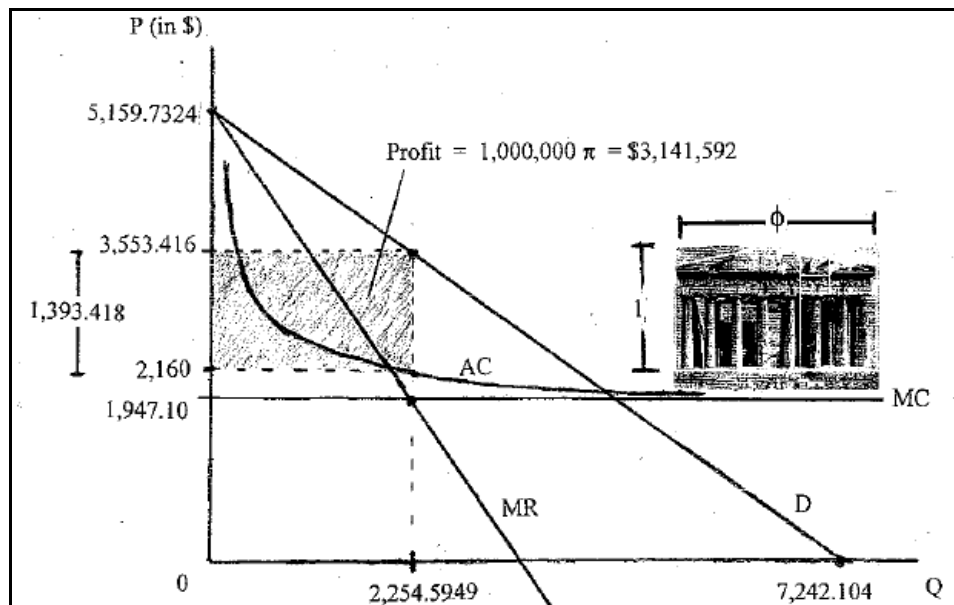 P (in $)
5,159.7324
Profit = 1,000,000 π = $3,141,592
ϕ
3,553.416
1,393.418
1
AC
2,160
MC
1,947.10
MR
D
0
2,254.5949
7,242.104
Q